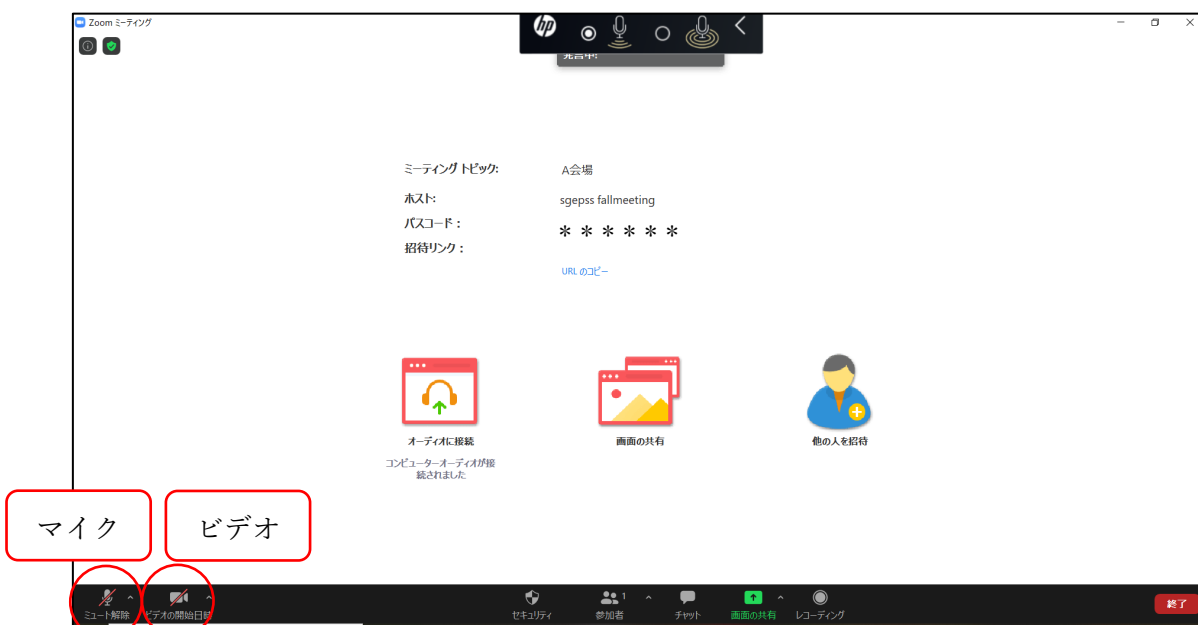 Zoom ミーティング
hp
発言中:
ミーティング トピック:
A会場
ホスト:
sgepss fallmeeting
パスコード：
＊＊＊＊＊＊
招待リンク：
URL のコピー
オーディオに接続
画面の共有
他の人を招待
コンピューターオーディオが接
続されました
マイク
ビデオ
ミュート解除
ビデオの開始日時
セキュリティ
1
参加者
チャット
画面の共有
レコーディング
終了